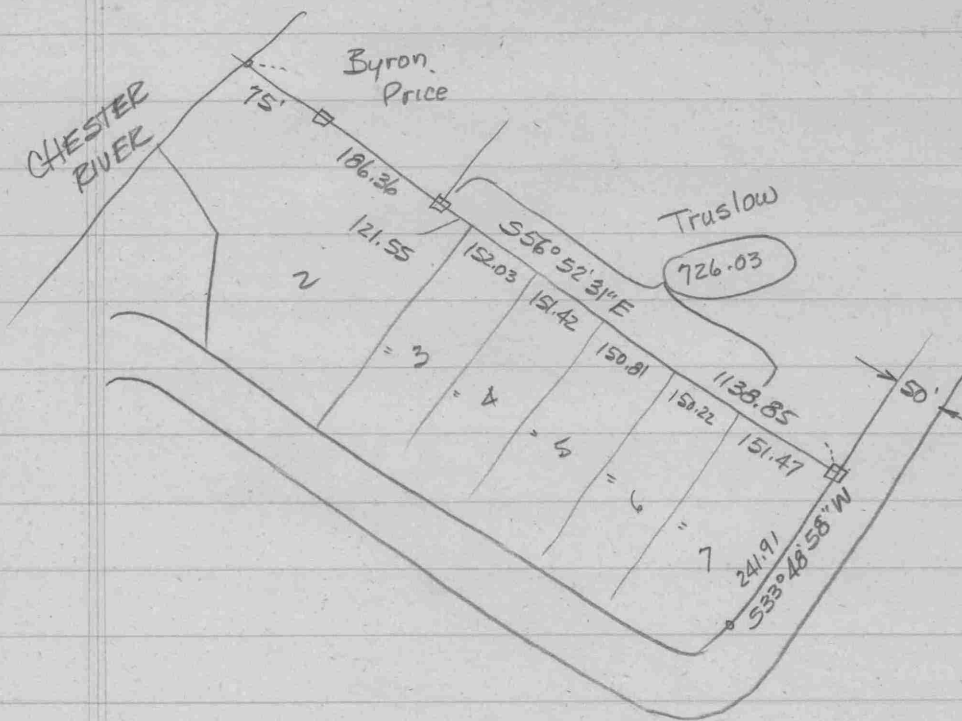 Byron
Price
CHESTER
RIVER
75'
186.36
121.55
Truslow
726.03
S56°52'31"E
1138.85
152.03
151.42
150.81
150.22
151.47
50'
241.91
S33°48'58"W
2
= 3
= 4
= 5
= 6
= 7